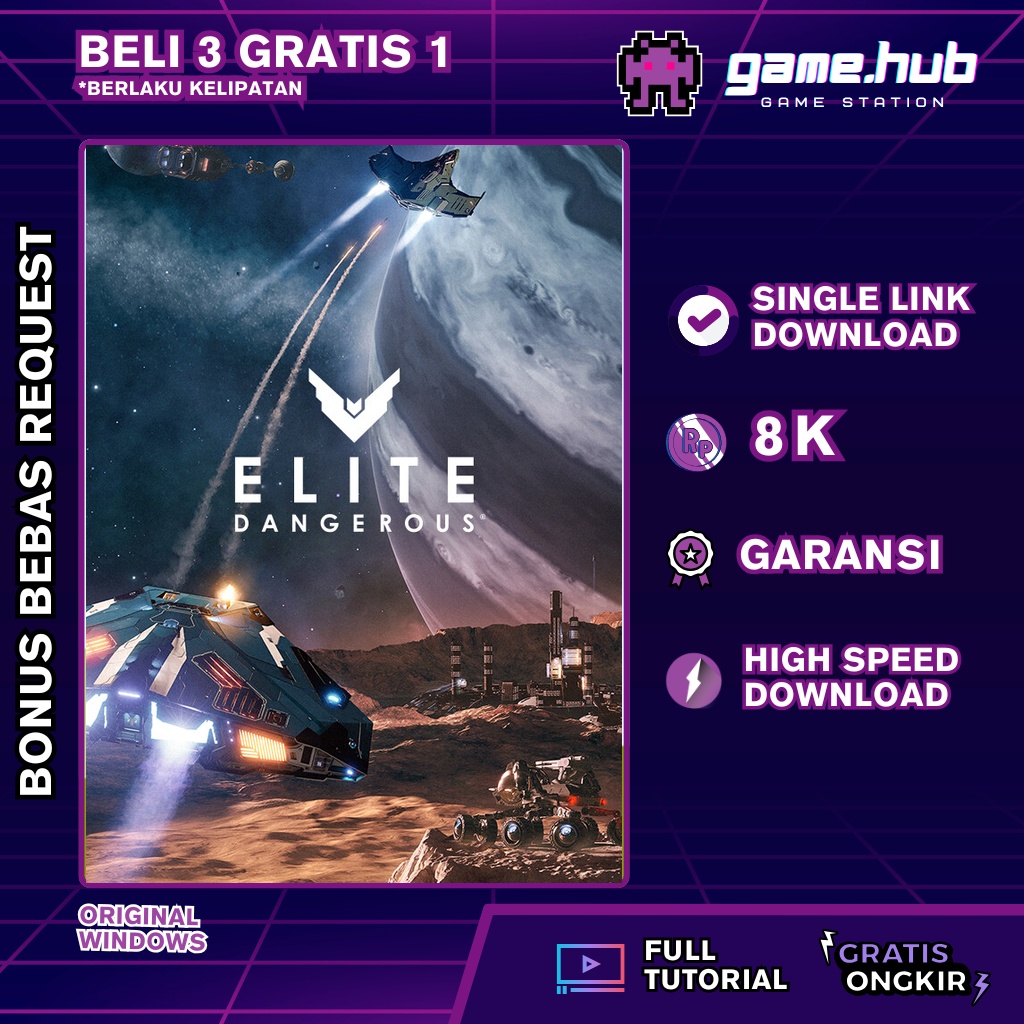 BELI 3 GRATIS 1
*BERLAKU KELIPATAN
game.hub
GAME STATION
BONUS BEBAS REQUEST
ELITE
DANGEROUS®
SINGLE LINK
DOWNLOAD
Rp
8K
GARANSI
HIGH SPEED
DOWNLOAD
ORIGINAL
WINDOWS
FULL
TUTORIAL
GRATIS
ONGKIR